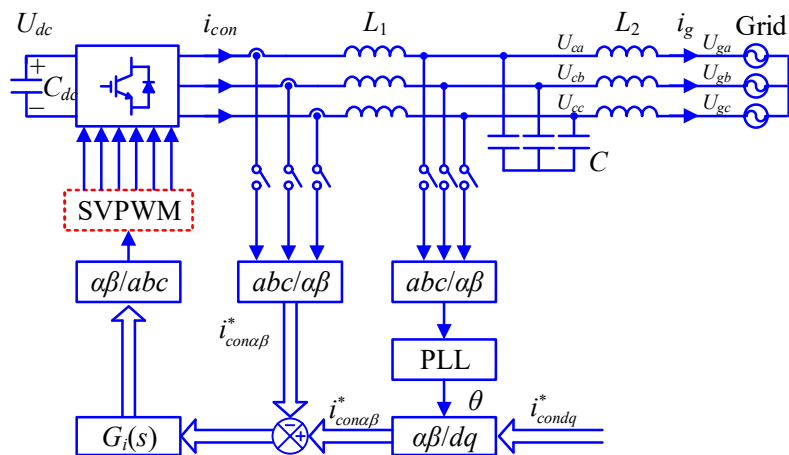 U_dc i_con L_1 L_2 i_g Grid
+ C_dc −
U_ca U_ga
U_cb U_gb
U_cc U_gc
C
SVPWM
αβ/abc abc/αβ abc/αβ
i*_conαβ
PLL
θ
i*_conαβ i*_condq
G_i(s) − + αβ/dq